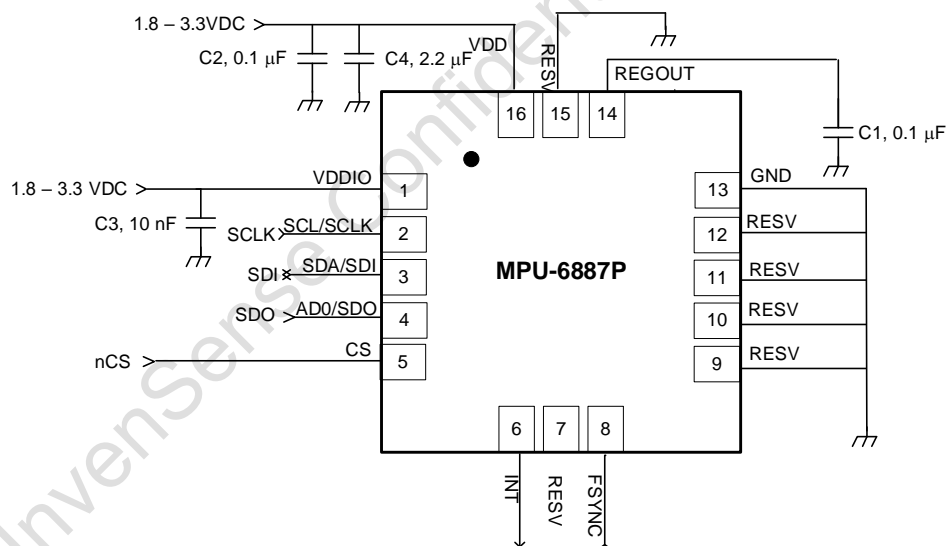 1.8 – 3.3VDC
C2, 0.1 μF
C4, 2.2 μF
VDD
RESV
REGOUT
C1, 0.1 μF
16
15
14
1.8 – 3.3 VDC
C3, 10 nF
VDDIO
1
SCLK
SCL/SCLK
2
SDI
SDA/SDI
3
SDO
AD0/SDO
4
nCS
CS
5
MPU-6887P
13
GND
12
RESV
11
RESV
10
RESV
9
RESV
6
7
8
INT
RESV
FSYNC
InvenSense Confiden